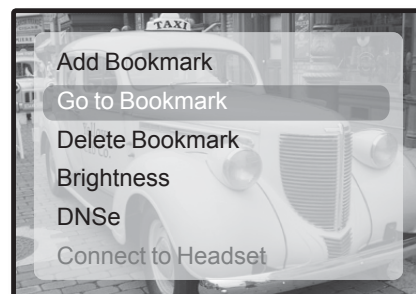 TAXI
Add Bookmark
Go to Bookmark
Delete Bookmark
Brightness
DNSe
Connect to Headset